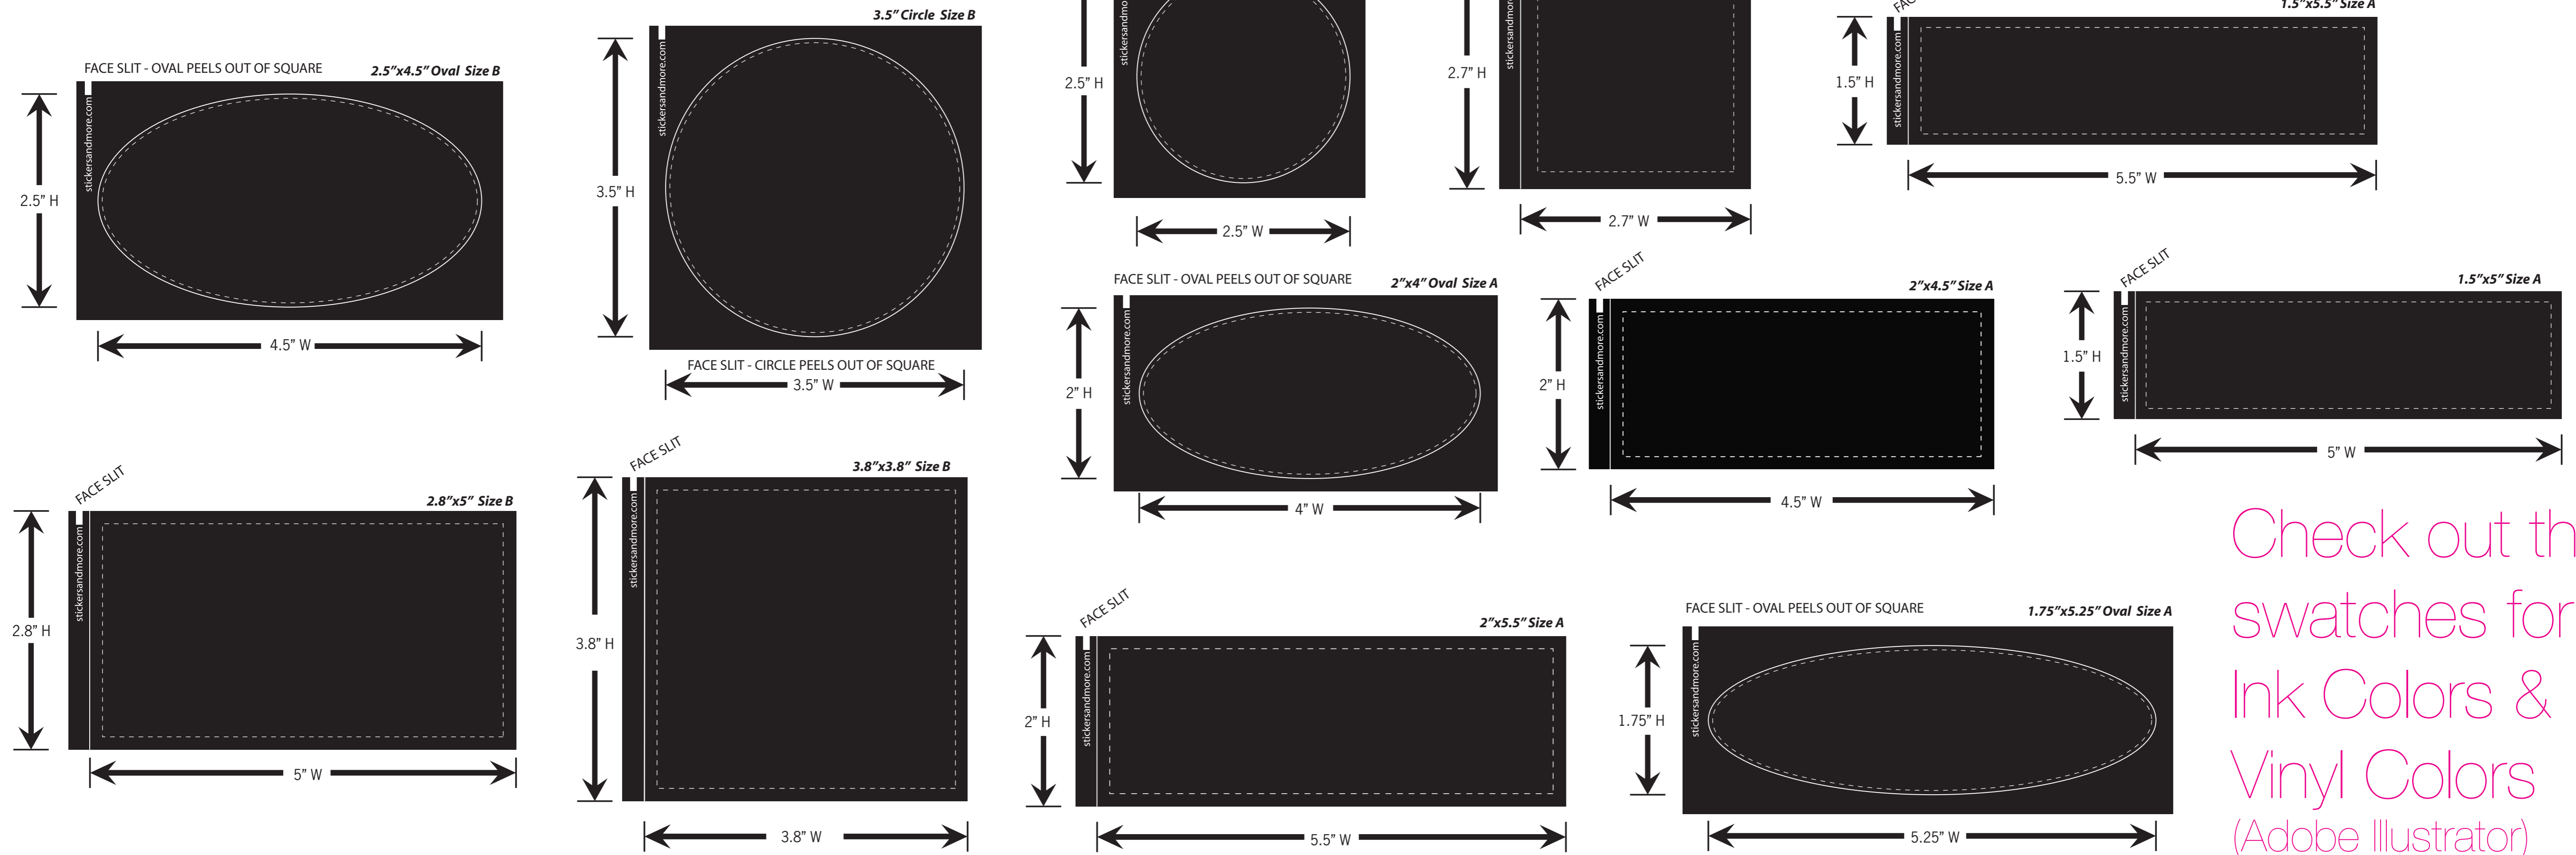 3.5”Circle Size B
FACE SLIT - OVAL PEELS OUT OF SQUARE
2.5”x4.5” Oval Size B
stickersandmore.com
2.5” H
4.5” W
stickersandmore.com
3.5” H
FACE SLIT - CIRCLE PEELS OUT OF SQUARE
3.5” W
2.5” H
2.5” W
2.7” H
2.7” W
1.5”x5.5” Size A
stickersandmore.com
1.5” H
5.5” W
FACE SLIT - OVAL PEELS OUT OF SQUARE
2”x4” Oval Size A
stickersandmore.com
2” H
4” W
FACE SLIT
2”x4.5” Size A
stickersandmore.com
2” H
4.5” W
FACE SLIT
1.5”x5” Size A
stickersandmore.com
1.5” H
5” W
FACE SLIT
2.8”x5” Size B
stickersandmore.com
2.8” H
5” W
FACE SLIT
3.8”x3.8” Size B
stickersandmore.com
3.8” H
3.8” W
FACE SLIT
2”x5.5” Size A
stickersandmore.com
2” H
5.5” W
FACE SLIT - OVAL PEELS OUT OF SQUARE
1.75”x5.25” Oval Size A
stickersandmore.com
1.75” H
5.25” W
Check out th
swatches for
Ink Colors &
Vinyl Colors
(Adobe Illustrator)